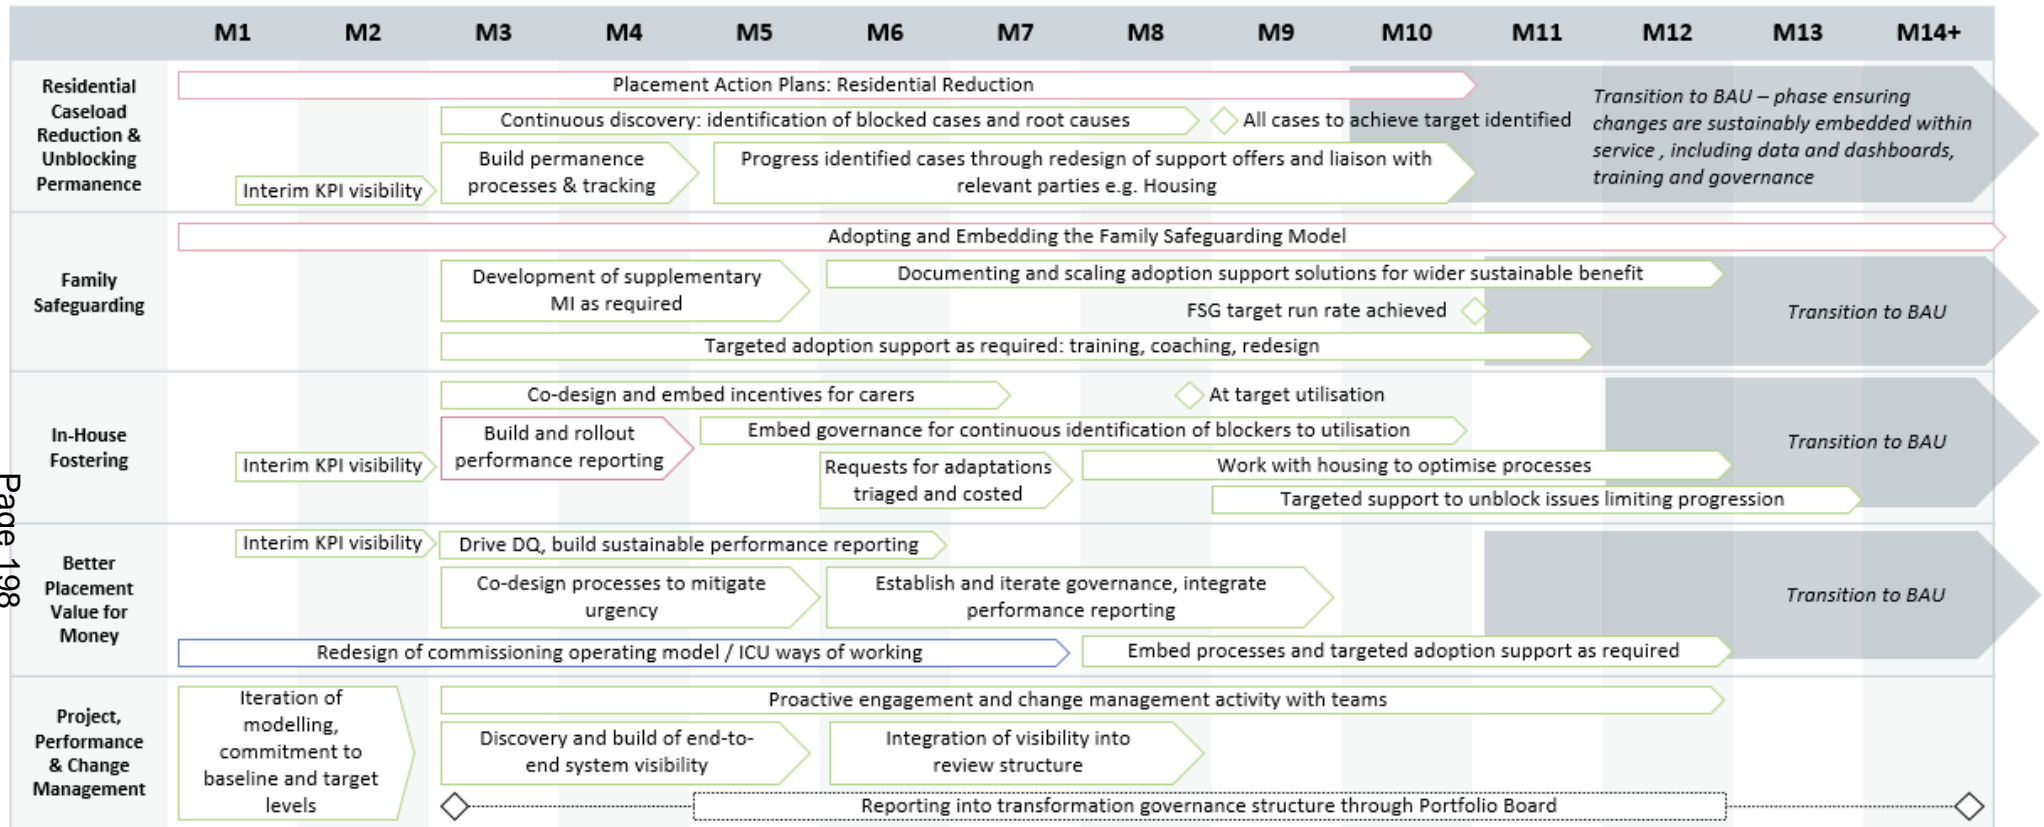 M1 M2 M3 M4 M5 M6 M7 M8 M9 M10 M11 M12 M13 M14+
Residential
Caseload
Reduction &
Unblocking
Permanence
Placement Action Plans: Residential Reduction
Continuous discovery: identification of blocked cases and root causes
All cases to achieve target identified
Interim KPI visibility
Build permanence
processes & tracking
Progress identified cases through redesign of support offers and liaison with
relevant parties e.g. Housing
Transition to BAU – phase ensuring
changes are sustainably embedded within
service , including data and dashboards,
training and governance
Family
Safeguarding
Adopting and Embedding the Family Safeguarding Model
Development of supplementary
MI as required
Documenting and scaling adoption support solutions for wider sustainable benefit
FSG target run rate achieved
Targeted adoption support as required: training, coaching, redesign
Transition to BAU
In-House
Fostering
Co-design and embed incentives for carers
At target utilisation
Interim KPI visibility
Build and rollout
performance reporting
Embed governance for continuous identification of blockers to utilisation
Requests for adaptations
triaged and costed
Work with housing to optimise processes
Targeted support to unblock issues limiting progression
Transition to BAU
Better
Placement
Value for
Money
Interim KPI visibility
Drive DQ, build sustainable performance reporting
Co-design processes to mitigate
urgency
Establish and iterate governance, integrate
performance reporting
Redesign of commissioning operating model / ICU ways of working
Embed processes and targeted adoption support as required
Transition to BAU
Project,
Performance
& Change
Management
Iteration of
modelling,
commitment to
baseline and target
levels
Proactive engagement and change management activity with teams
Discovery and build of end-to-
end system visibility
Integration of visibility into
review structure
Reporting into transformation governance structure through Portfolio Board
Page 198